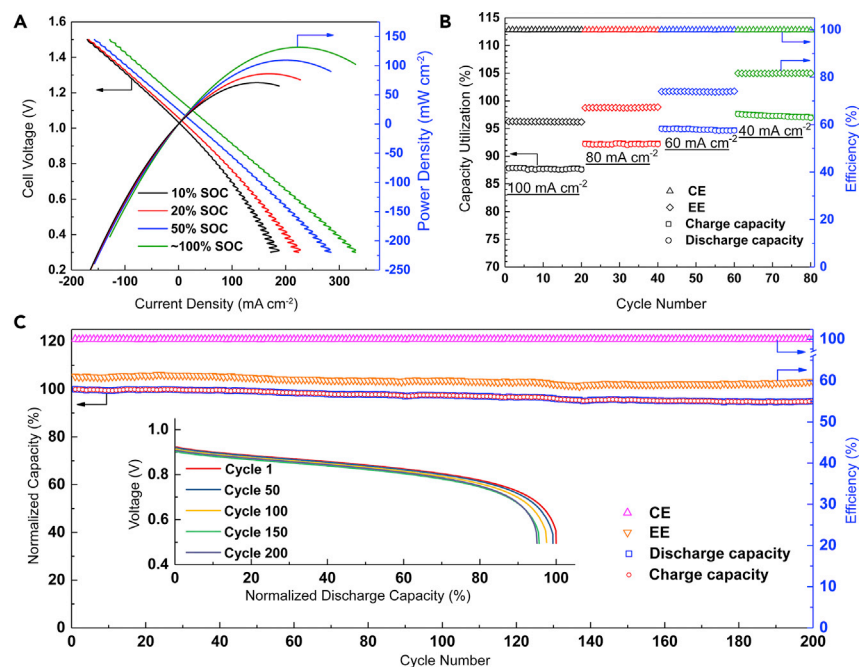 A
Cell Voltage (V)
1.6
1.4
1.2
1.0
0.8
0.6
0.4
0.2
-200
-100
0
100
200
300
400
Current Density (mA cm-2)
150
100
50
0
-50
-100
-150
-200
-250
Power Density (mW cm-2)
10% SOC
20% SOC
50% SOC
~100% SOC
B
Capacity Utilization (%)
115
110
105
100
95
90
85
80
75
70
0
10
20
30
40
50
60
70
80
Cycle Number
100
80
60
40
20
0
Efficiency (%)
100 mA cm-2
80 mA cm-2
60 mA cm-2
40 mA cm-2
CE
EE
Charge capacity
Discharge capacity
C
Normalized Capacity (%)
120
100
80
60
40
20
0
0
20
40
60
80
100
120
140
160
180
200
Cycle Number
100
60
50
40
30
20
10
0
Efficiency (%)
Voltage (V)
1.0
0.8
0.6
0.4
0
20
40
60
80
100
Normalized Discharge Capacity (%)
Cycle 1
Cycle 50
Cycle 100
Cycle 150
Cycle 200
CE
EE
Discharge capacity
Charge capacity